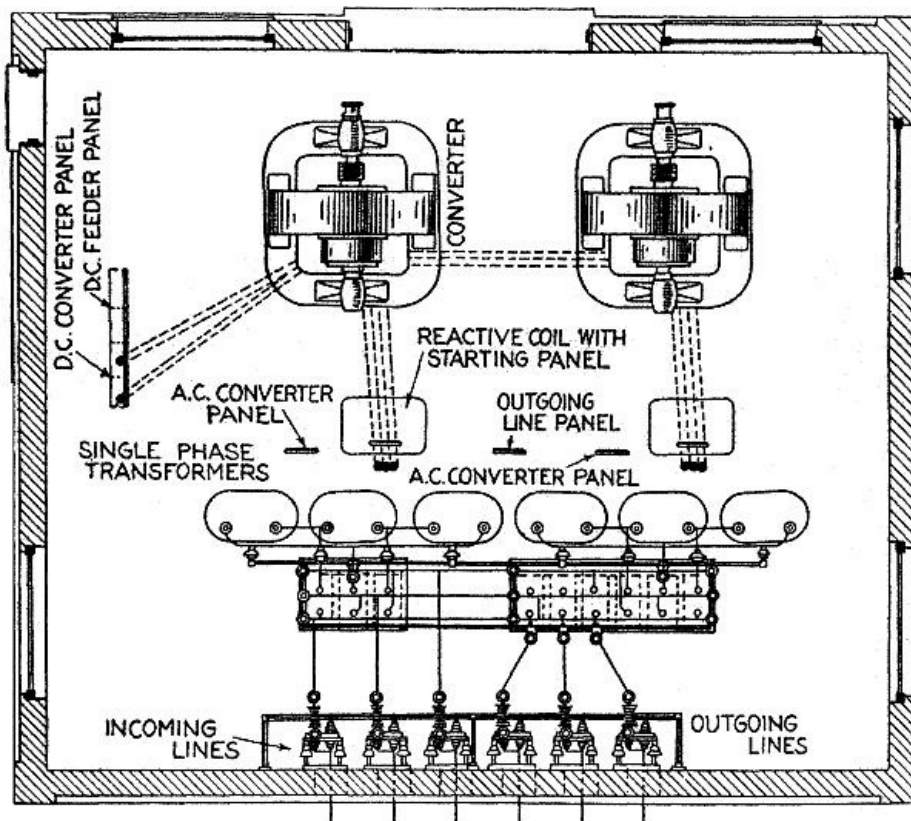 D.C. CONVERTER PANEL
D.C. FEEDER PANEL
CONVERTER
REACTIVE COIL WITH
STARTING PANEL
A.C. CONVERTER
PANEL
OUTGOING
LINE PANEL
SINGLE PHASE
TRANSFORMERS
A.C. CONVERTER PANEL
INCOMING
LINES
OUTGOING
LINES